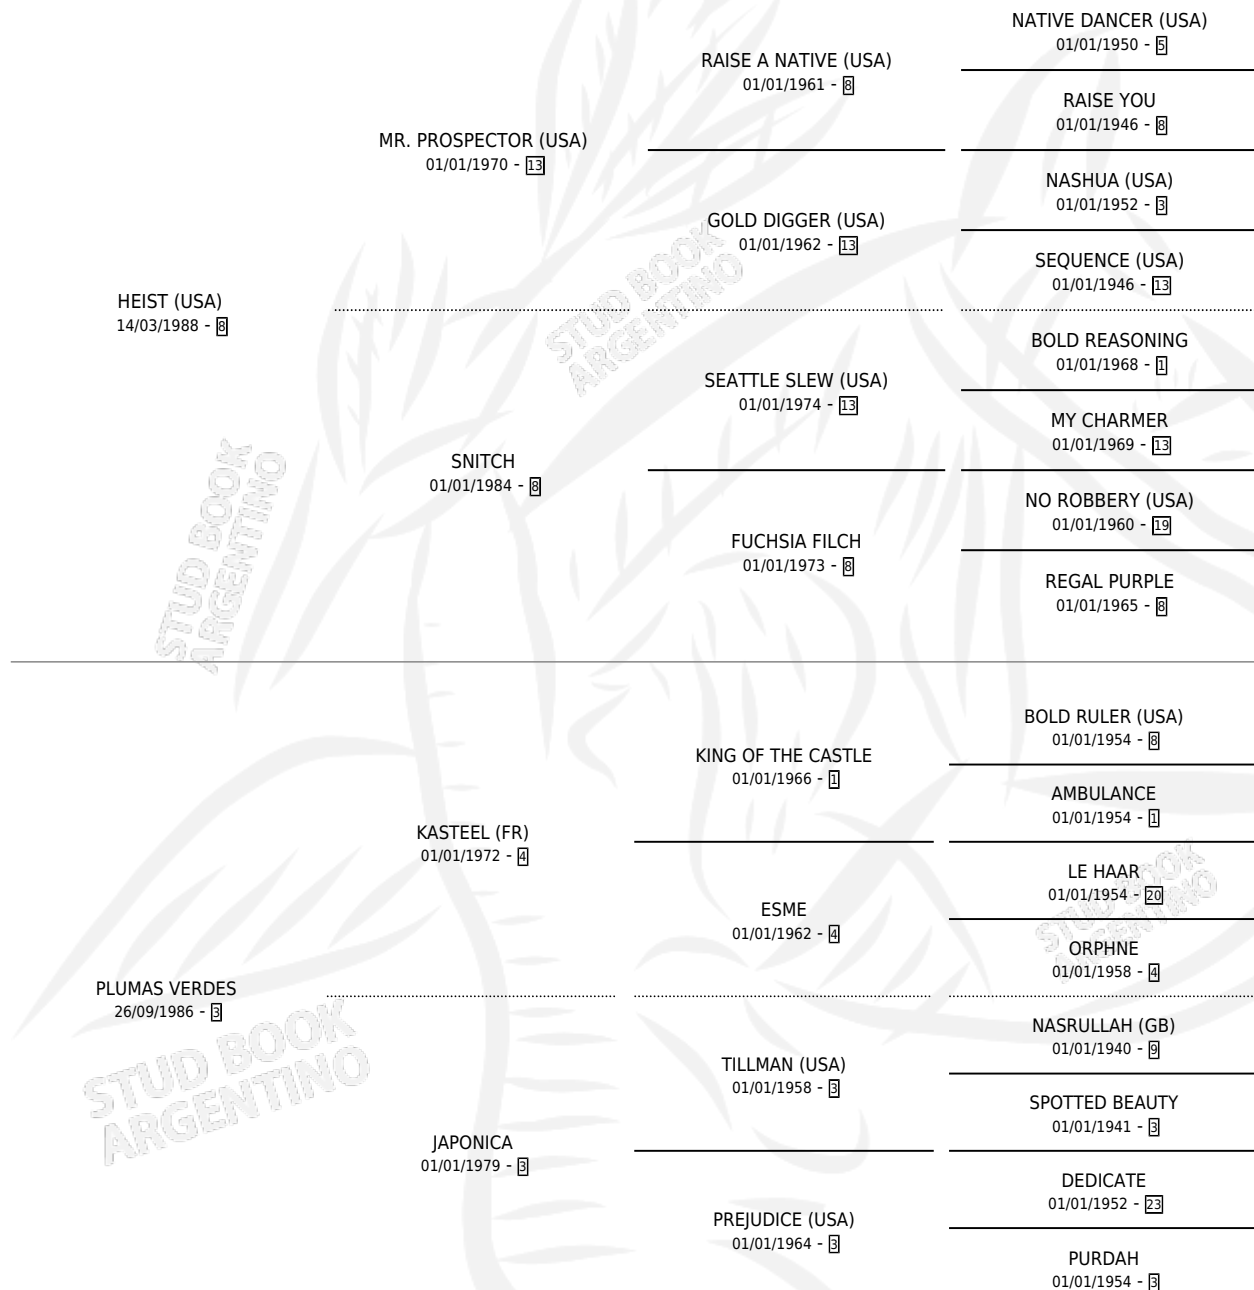 NATIVE DANCER (USA)
01/01/1950 - 5
RAISE A NATIVE (USA)
01/01/1961 - 8
RAISE YOU
01/01/1946 - 8
MR. PROSPECTOR (USA)
01/01/1970 - 13
NASHUA (USA)
01/01/1952 - 3
GOLD DIGGER (USA)
01/01/1962 - 13
SEQUENCE (USA)
01/01/1946 - 13
HEIST (USA)
14/03/1988 - 8
STUD BOOK
ARGENTINO
BOLD REASONING
01/01/1968 - 1
SEATTLE SLEW (USA)
01/01/1974 - 13
MY CHARMER
01/01/1969 - 13
SNITCH
01/01/1984 - 8
NO ROBBERY (USA)
01/01/1960 - 19
FUCHSIA FILCH
01/01/1973 - 8
REGAL PURPLE
01/01/1965 - 8
STUD BOOK
ARGENTINO
BOLD RULER (USA)
01/01/1954 - 8
KING OF THE CASTLE
01/01/1966 - 1
AMBULANCE
01/01/1954 - 1
KASTEEL (FR)
01/01/1972 - 4
LE HAAR
01/01/1954 - 20
ESME
01/01/1962 - 4
STUD BOOK
ARGENTINO
ORPHNE
01/01/1958 - 4
PLUMAS VERDES
26/09/1986 - 3
NASRULLAH (GB)
01/01/1940 - 9
TILLMAN (USA)
01/01/1958 - 3
SPOTTED BEAUTY
01/01/1941 - 3
STUD BOOK
ARGENTINO
JAPONICA
01/01/1979 - 3
DEDICATE
01/01/1952 - 23
PREJUDICE (USA)
01/01/1964 - 3
PURDAH
01/01/1954 - 3